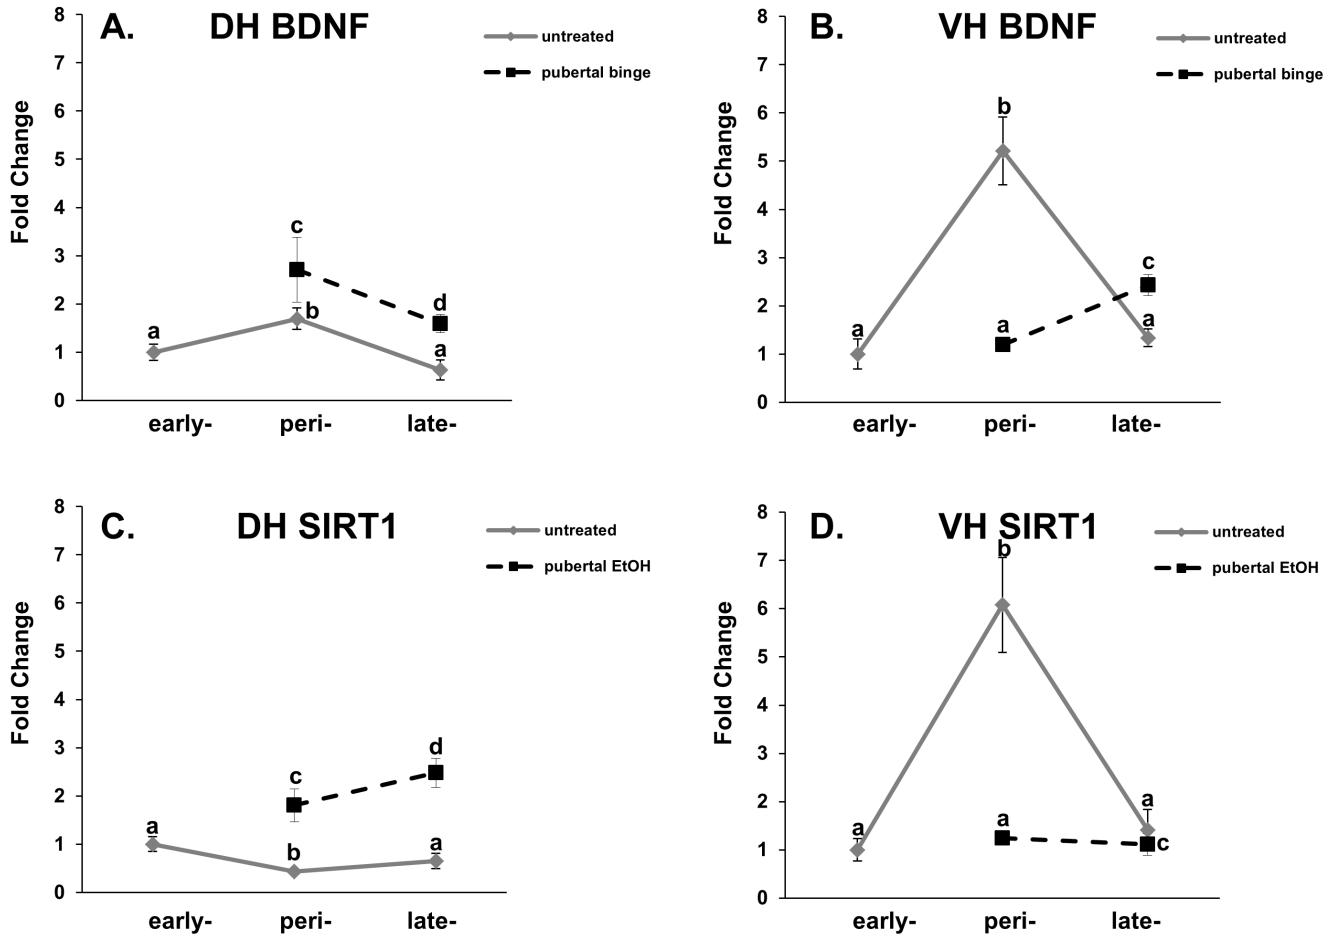 A. DH BDNF
untreated
pubertal binge
Fold Change
8
7
6
5
4
3
2
1
0
a
b
c
d
a
early- peri- late-
B. VH BDNF
untreated
pubertal binge
Fold Change
8
7
6
5
4
3
2
1
0
a
b
a
c
a
early- peri- late-
C. DH SIRT1
untreated
pubertal EtOH
Fold Change
8
7
6
5
4
3
2
1
0
a
c
b
d
a
early- peri- late-
D. VH SIRT1
untreated
pubertal EtOH
Fold Change
8
7
6
5
4
3
2
1
0
a
b
a
a
c
early- peri- late-